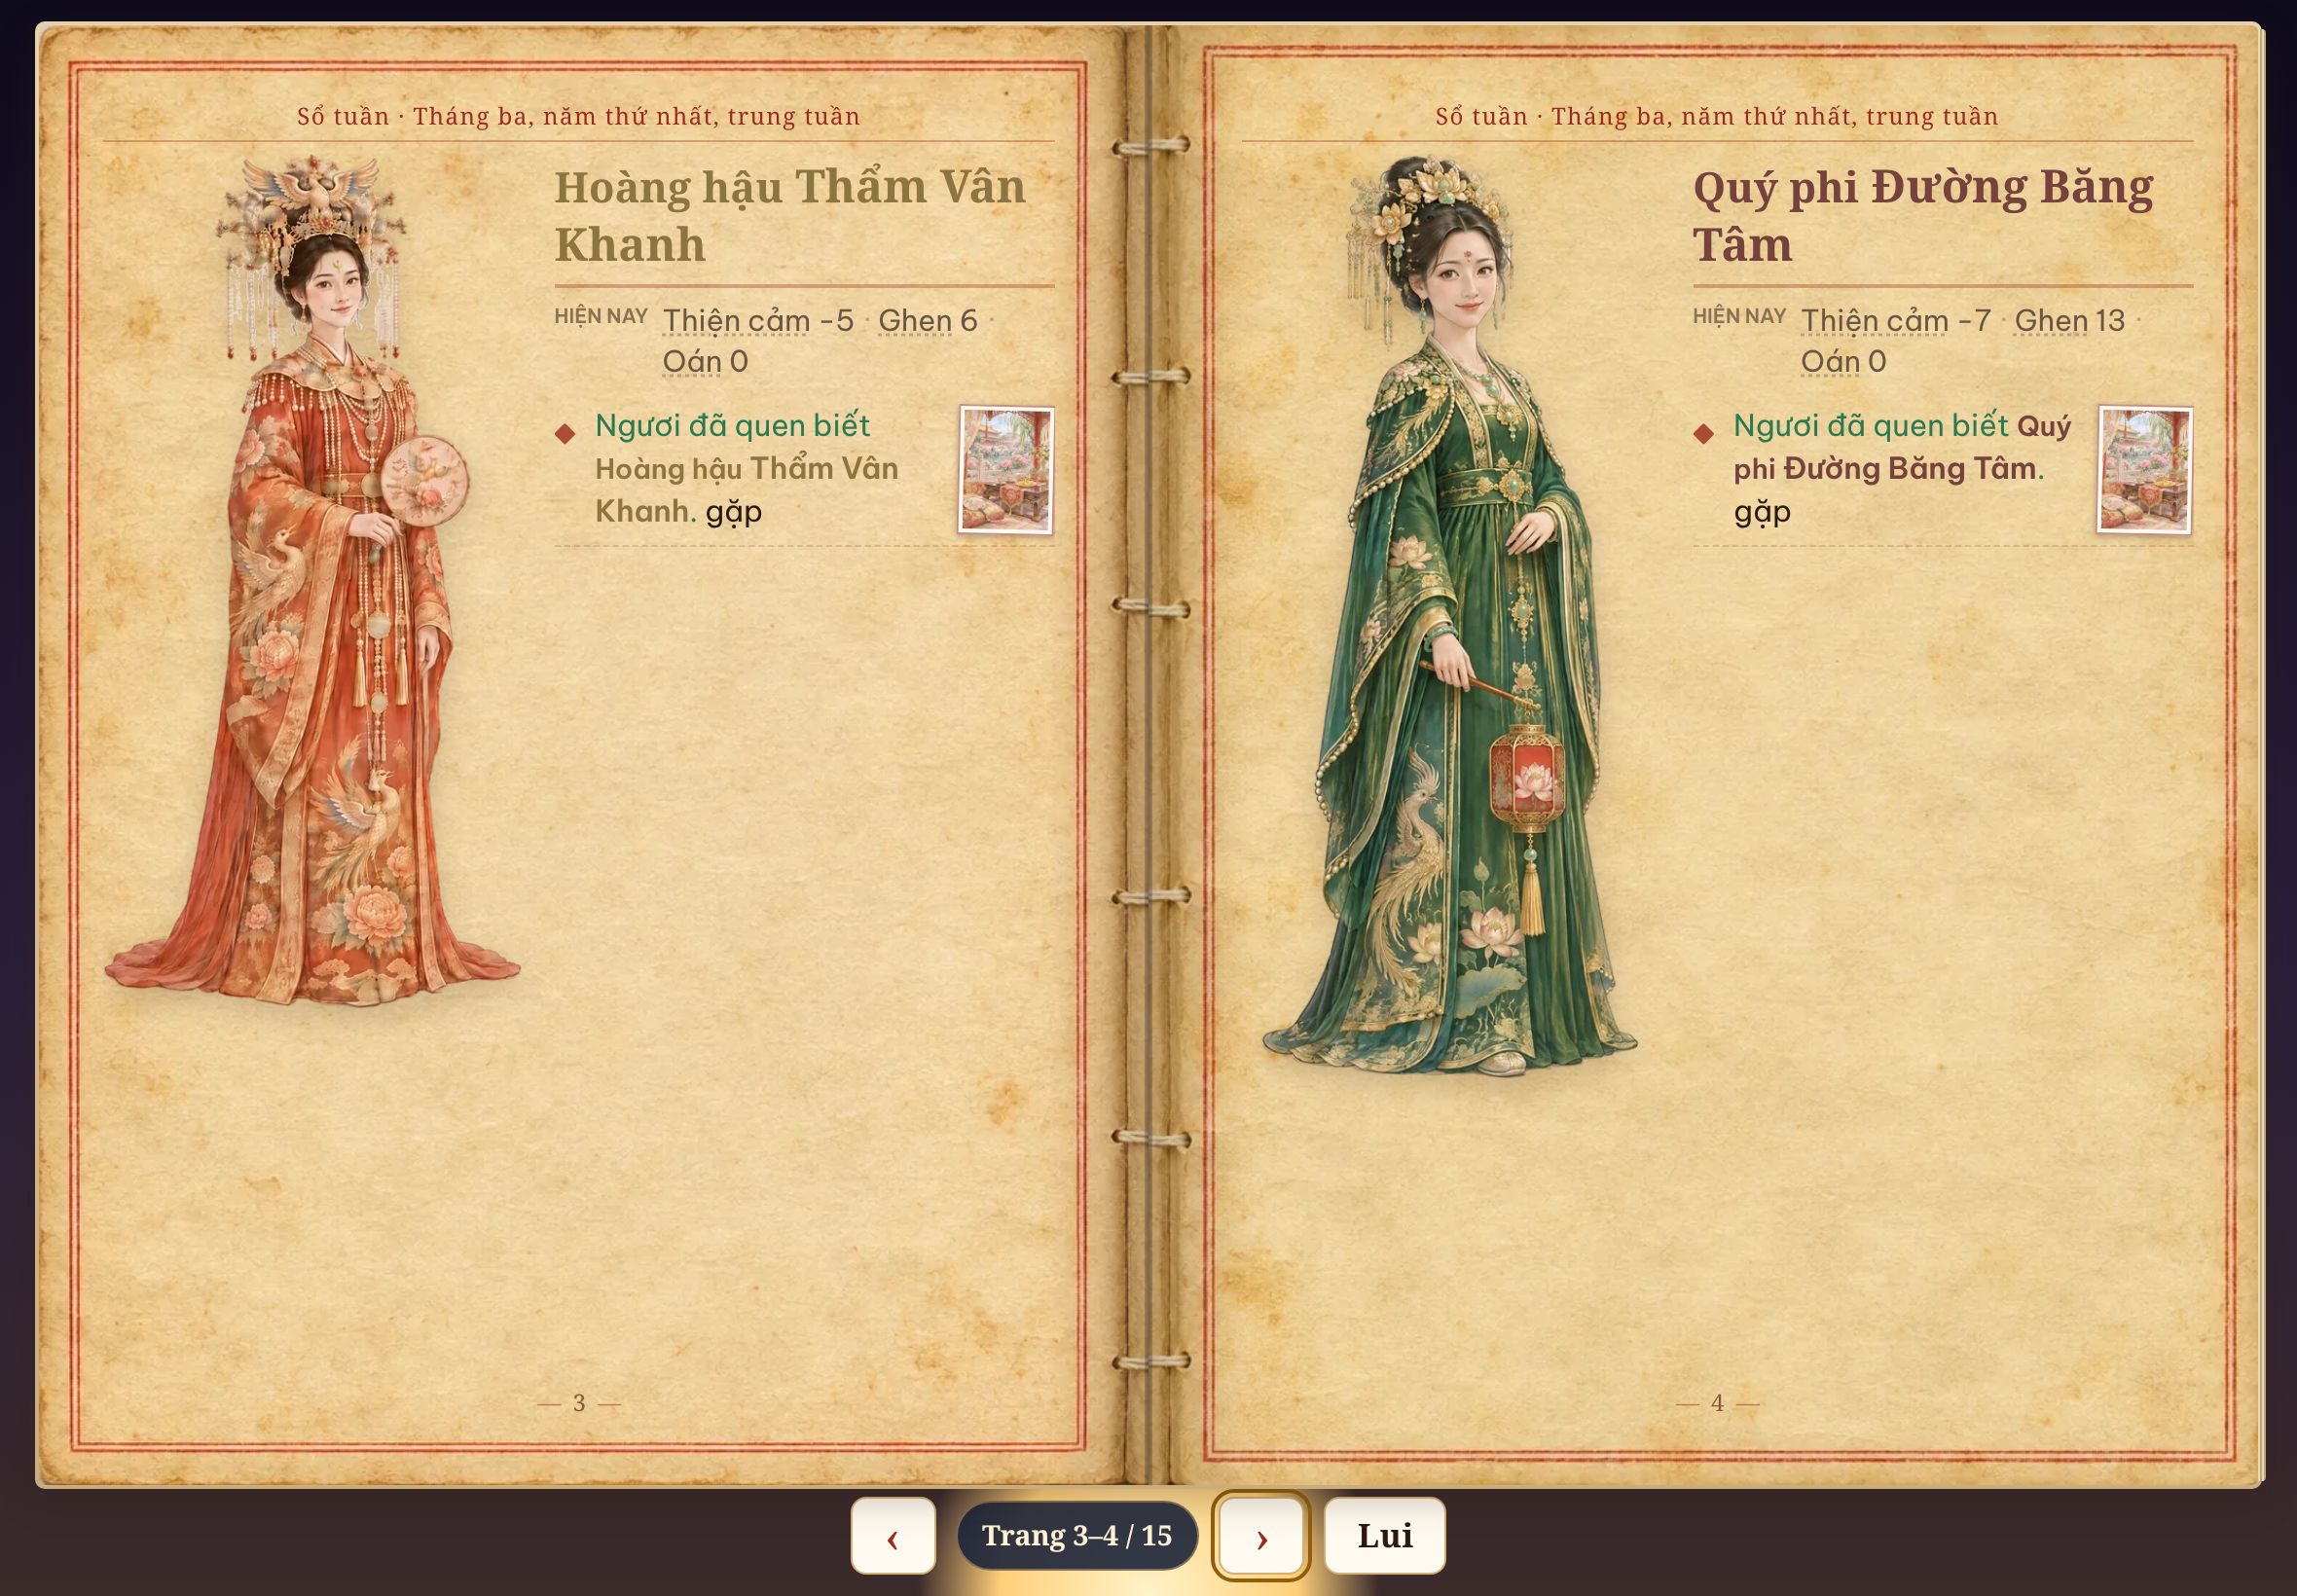 Sổ tuần · Tháng ba, năm thứ nhất, trung tuần
Hoàng hậu Thẩm Vân
Khanh
HIỆN NAY Thiện cảm -5 · Ghen 6 ·
Oán 0
Ngươi đã quen biết
Hoàng hậu Thẩm Vân
Khanh. gặp
— 3 —
Sổ tuần · Tháng ba, năm thứ nhất, trung tuần
Quý phi Đường Băng
Tâm
HIỆN NAY Thiện cảm -7 · Ghen 13 ·
Oán 0
Ngươi đã quen biết Quý
phi Đường Băng Tâm.
gặp
— 4 —
‹ Trang 3–4 / 15 › Lui